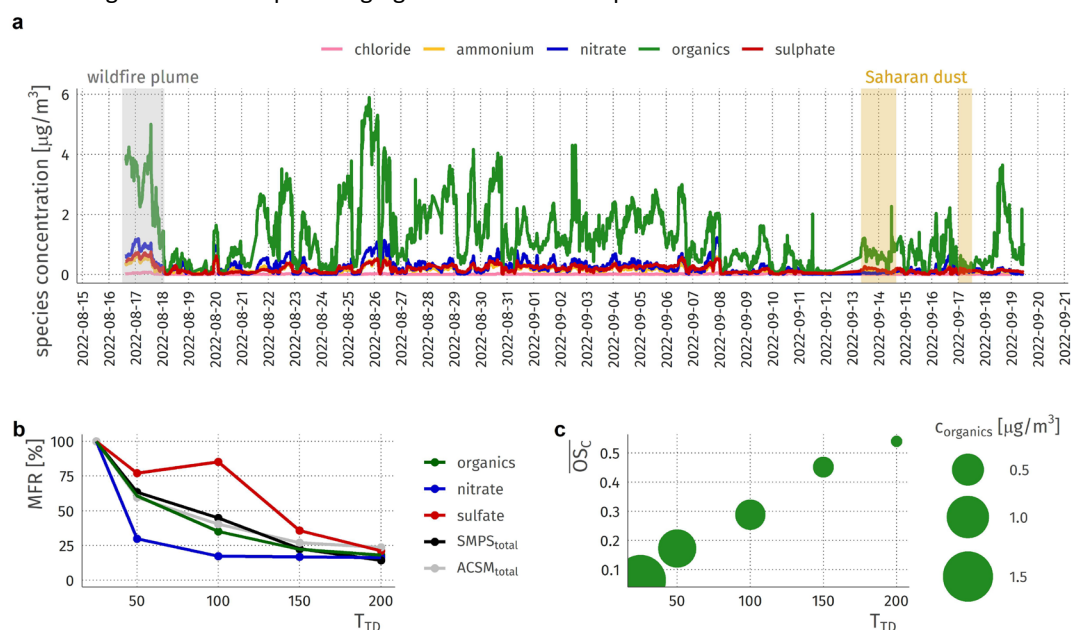 a
chloride ammonium nitrate organics sulphate
wildfire plume Saharan dust
species concentration [µg/m³]
6
4
2
0
2022-08-15 2022-08-16 2022-08-17 2022-08-18 2022-08-19 2022-08-20 2022-08-21 2022-08-22 2022-08-23 2022-08-24 2022-08-25 2022-08-26 2022-08-27 2022-08-28 2022-08-29 2022-08-30 2022-08-31 2022-09-01 2022-09-02 2022-09-03 2022-09-04 2022-09-05 2022-09-06 2022-09-07 2022-09-08 2022-09-09 2022-09-10 2022-09-11 2022-09-12 2022-09-13 2022-09-14 2022-09-15 2022-09-16 2022-09-17 2022-09-18 2022-09-19 2022-09-20 2022-09-21
b
MFR [%]
100
75
50
25
0
50 100 150 200
T_TD
organics
nitrate
sulfate
SMPS_total
ACSM_total
c
OS_C
0.5
0.4
0.3
0.2
0.1
50 100 150 200
T_TD
c_organics [µg/m³]
0.5
1.0
1.5